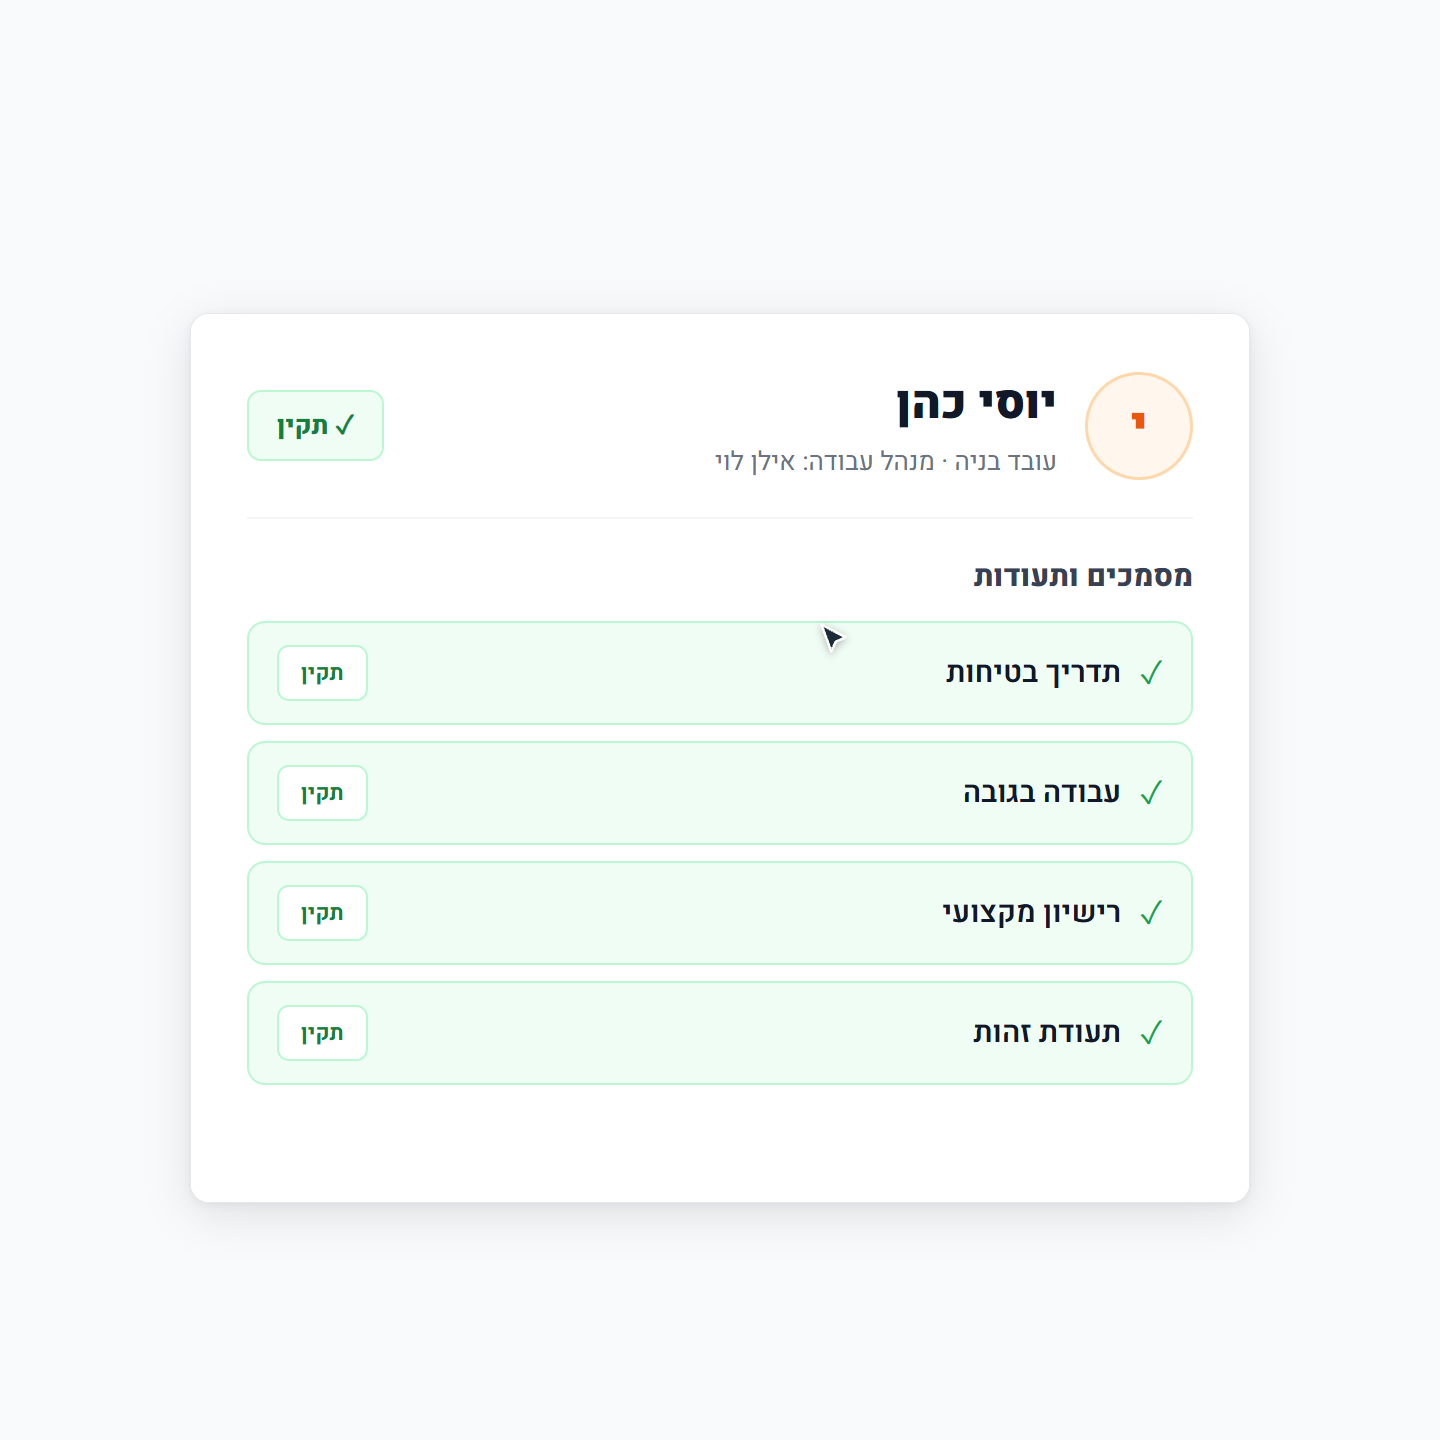 י
יוסי כהן
עובד בניה · מנהל עבודה: אילן לוי
✓ תקין
מסמכים ותעודות
✓ תדריך בטיחות תקין
✓ עבודה בגובה תקין
✓ רישיון מקצועי תקין
✓ תעודת זהות תקין